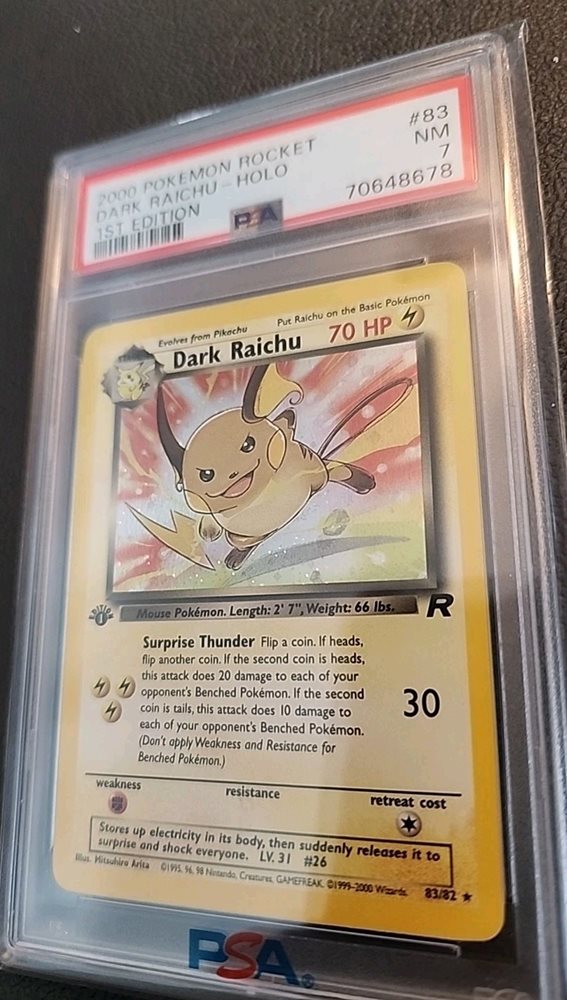 2000 POKEMON ROCKET
DARK RAICHU - HOLO
1ST EDITION
#83
NM
7
70648678
PSA
Evolves from Pikachu
Put Raichu on the Basic Pokémon
Dark Raichu
70 HP
EDITION
1
Mouse Pokémon. Length: 2' 7", Weight: 66 lbs.
R
Surprise Thunder Flip a coin. If heads,
flip another coin. If the second coin is heads,
this attack does 20 damage to each of your
opponent's Benched Pokémon. If the second
coin is tails, this attack does 10 damage to
each of your opponent's Benched Pokémon.
(Don't apply Weakness and Resistance for
Benched Pokémon.)
30
weakness
resistance
retreat cost
Stores up electricity in its body, then suddenly releases it to
surprise and shock everyone. LV. 31 #26
Illus. Mitsuhiro Arita ©1995, 96, 98 Nintendo, Creatures, GAMEFREAK. ©1999-2000 Wizards. 83/82 ★
PSA